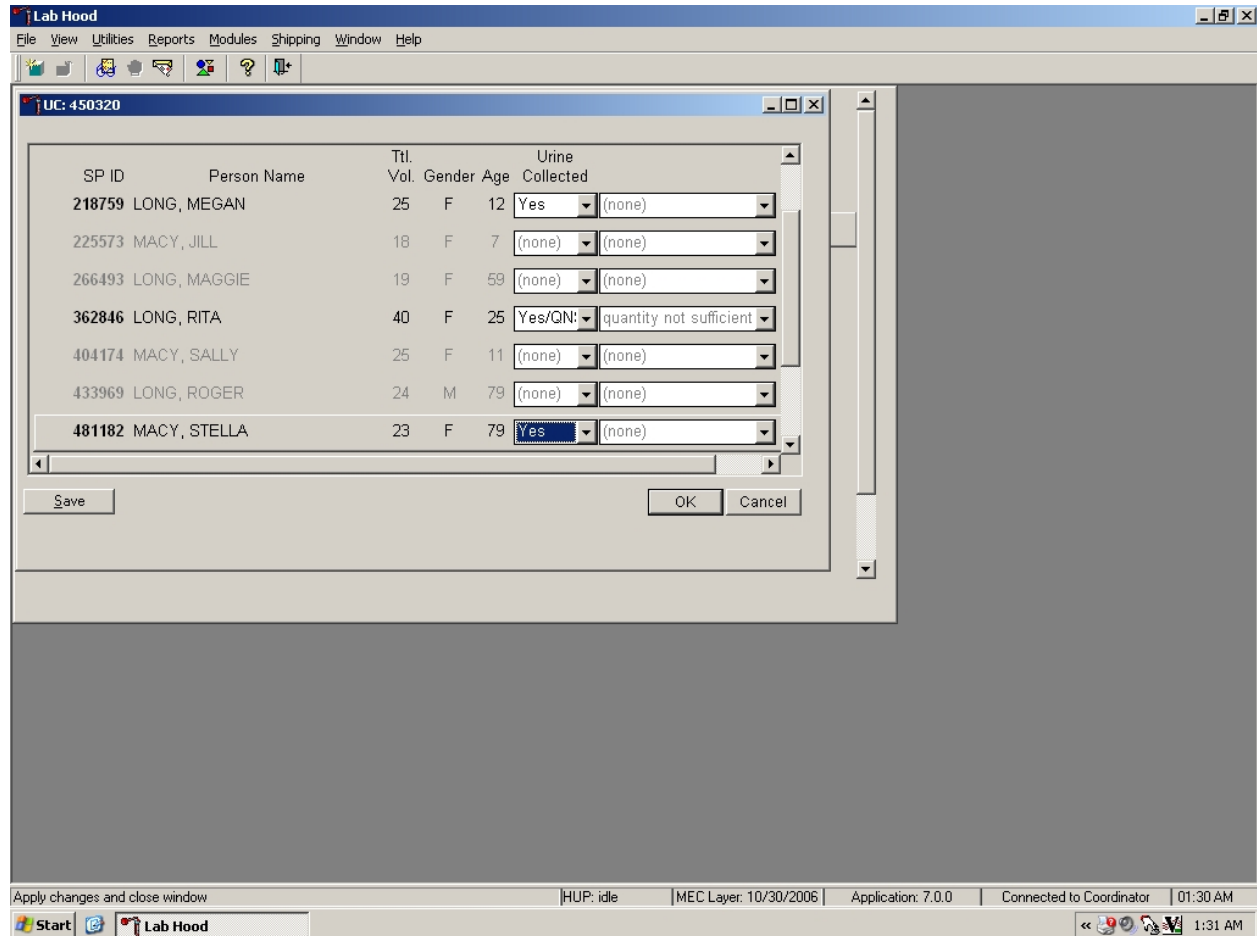 Lab Hood
File View Utilities Reports Modules Shipping Window Help
UC: 450320
Ttl. Urine
SP ID Person Name Vol. Gender Age Collected
218759 LONG, MEGAN 25 F 12 Yes (none)
225573 MACY, JILL 18 F 7 (none) (none)
266493 LONG, MAGGIE 19 F 59 (none) (none)
362846 LONG, RITA 40 F 25 Yes/QN: quantity not sufficient
404174 MACY, SALLY 25 F 11 (none) (none)
433969 LONG, ROGER 24 M 79 (none) (none)
481182 MACY, STELLA 23 F 79 Yes (none)
Save OK Cancel
Apply changes and close window HUP: idle MEC Layer: 10/30/2006 Application: 7.0.0 Connected to Coordinator 01:30 AM
Start Lab Hood « 1:31 AM